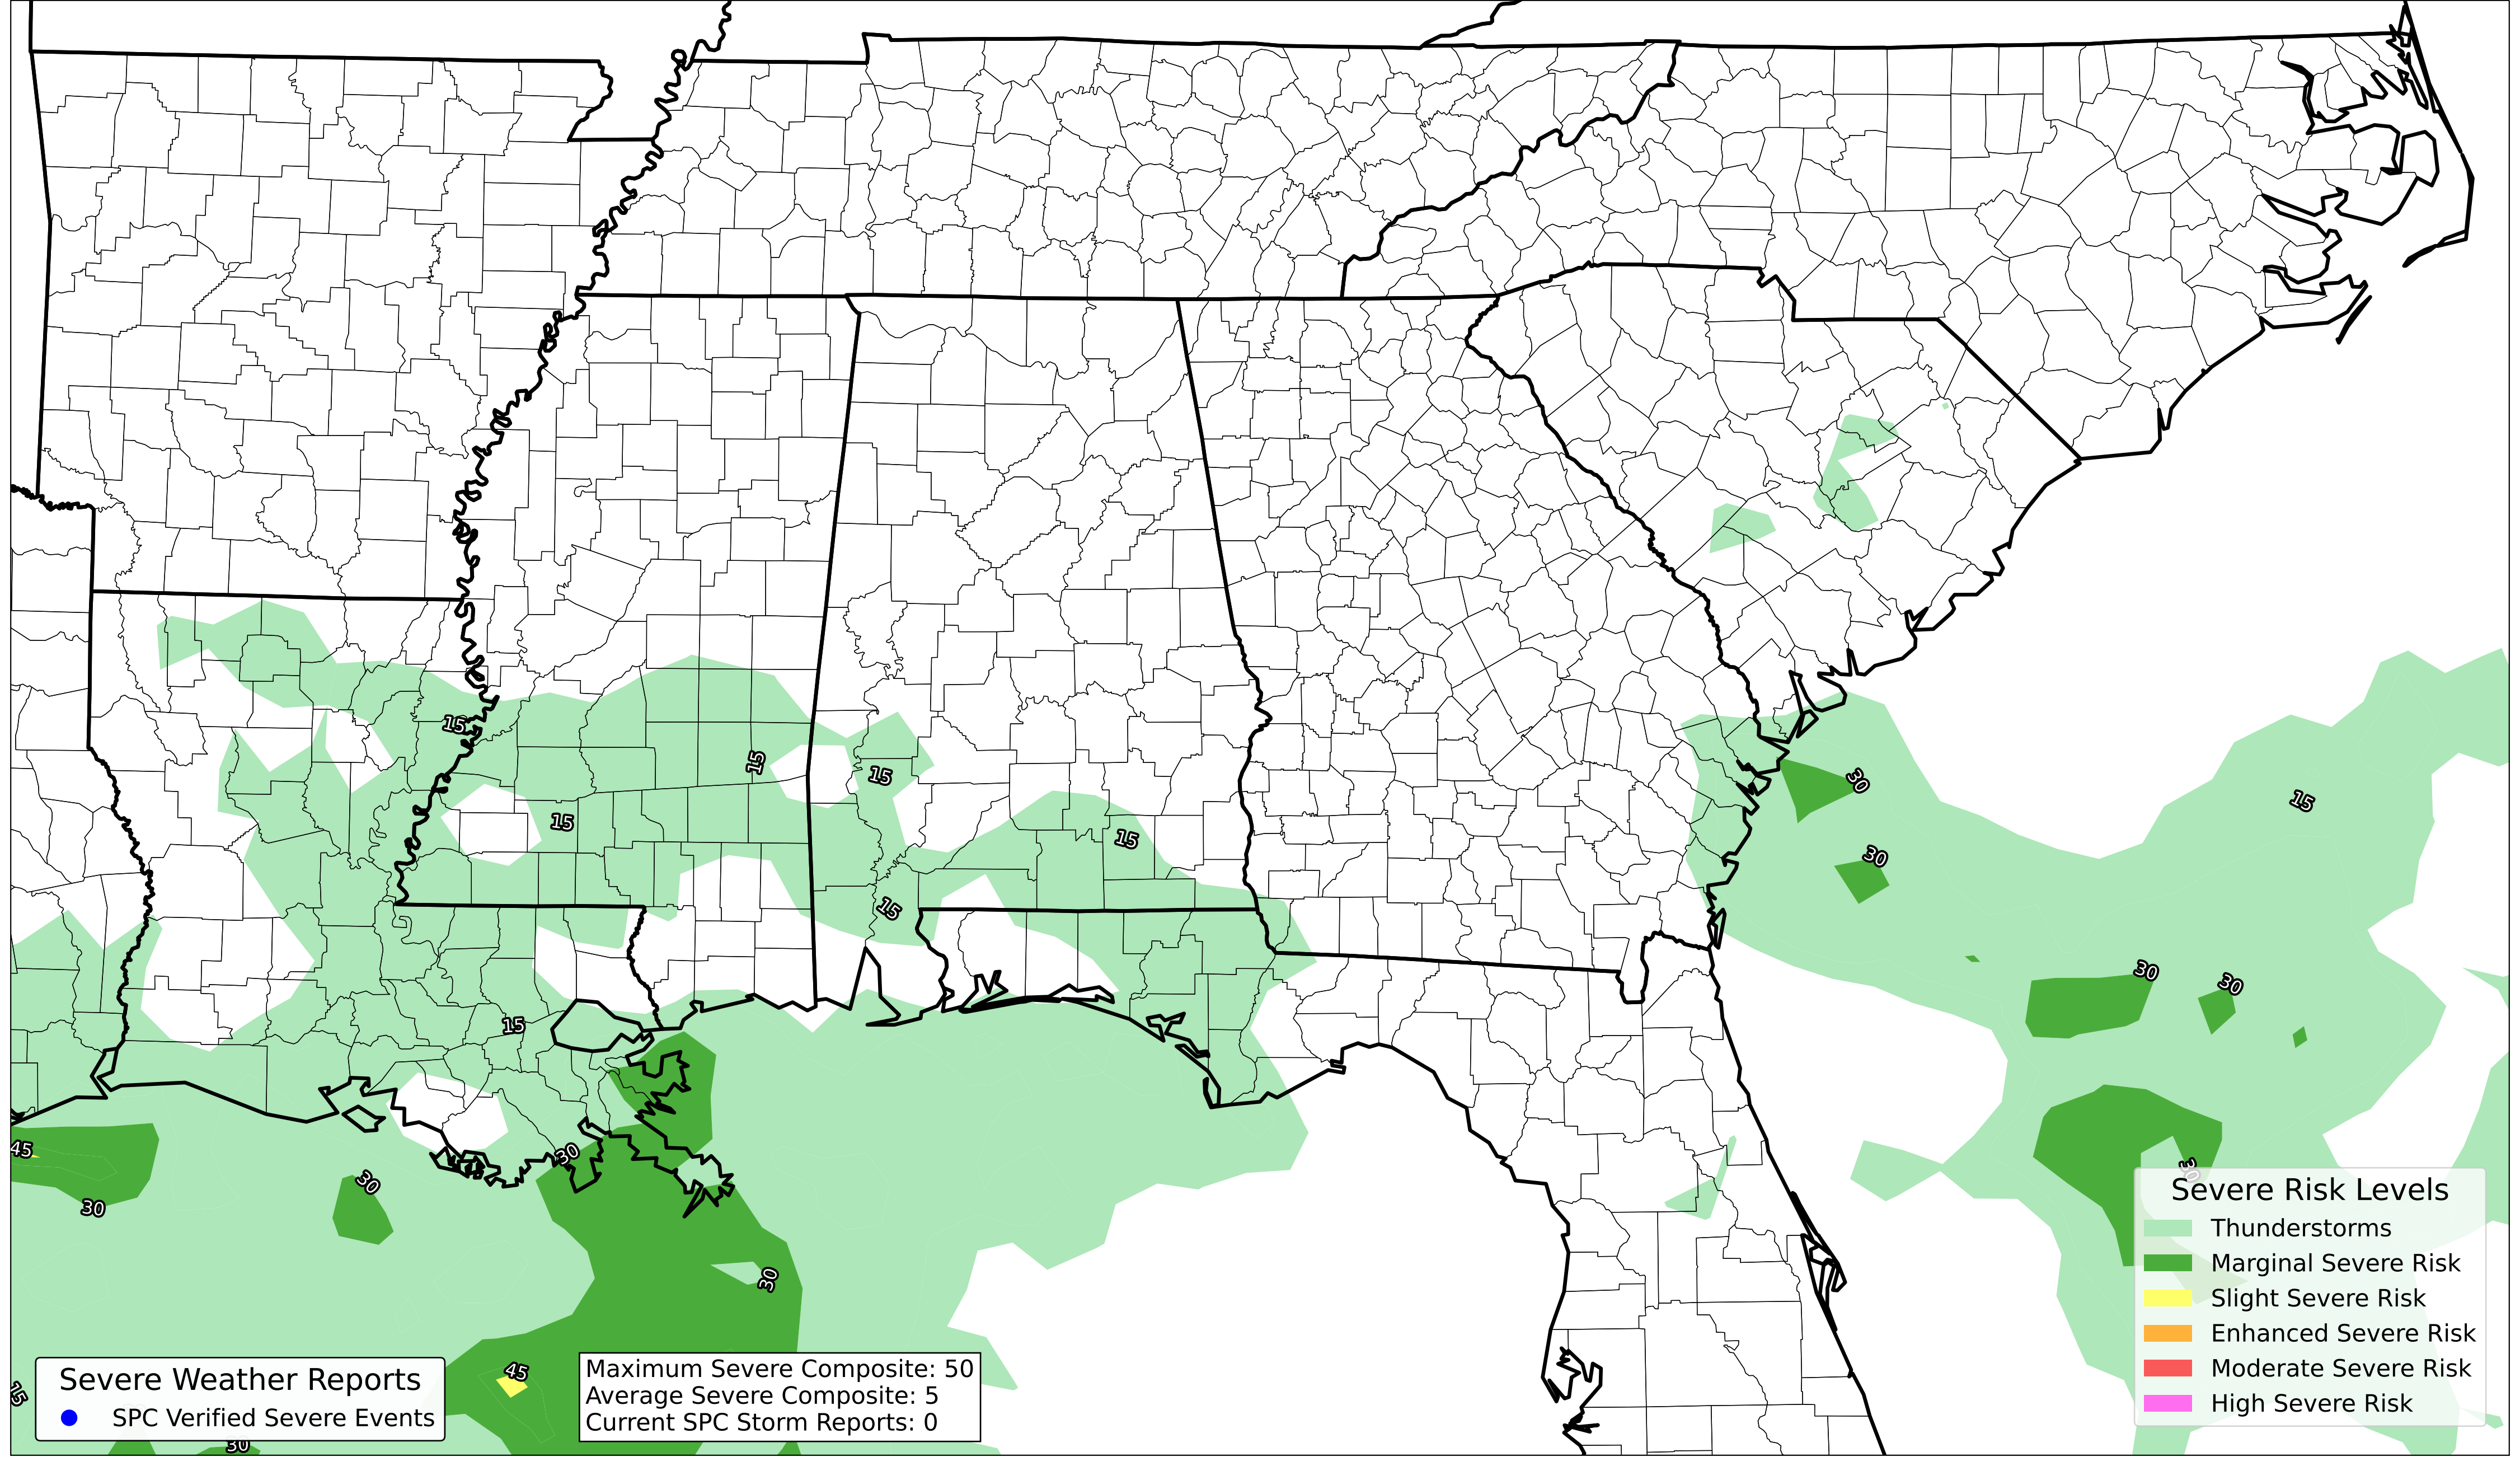 15
15
15
15
15
30
15
15
30
30
30
15
45
30
30
30
30
Severe Risk Levels
Thunderstorms
Marginal Severe Risk
Slight Severe Risk
Enhanced Severe Risk
Moderate Severe Risk
High Severe Risk
30
45
15
30
Severe Weather Reports
SPC Verified Severe Events
Maximum Severe Composite: 50
Average Severe Composite: 5
Current SPC Storm Reports: 0